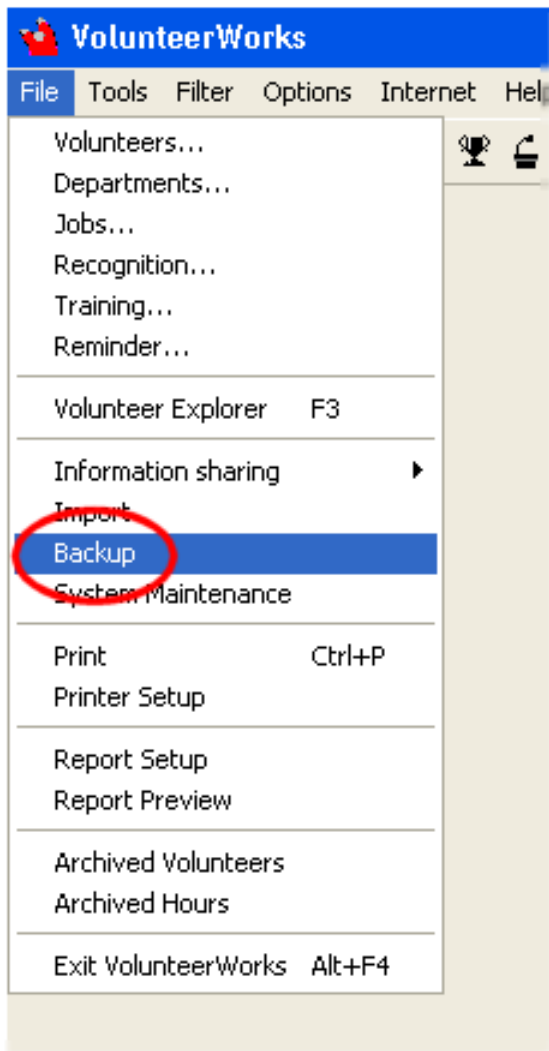 VolunteerWorks
File Tools Filter Options Internet Help
Volunteers...
Departments...
Jobs...
Recognition...
Training...
Reminder...
Volunteer Explorer F3
Information sharing
Import
Backup
System Maintenance
Print Ctrl+P
Printer Setup
Report Setup
Report Preview
Archived Volunteers
Archived Hours
Exit VolunteerWorks Alt+F4